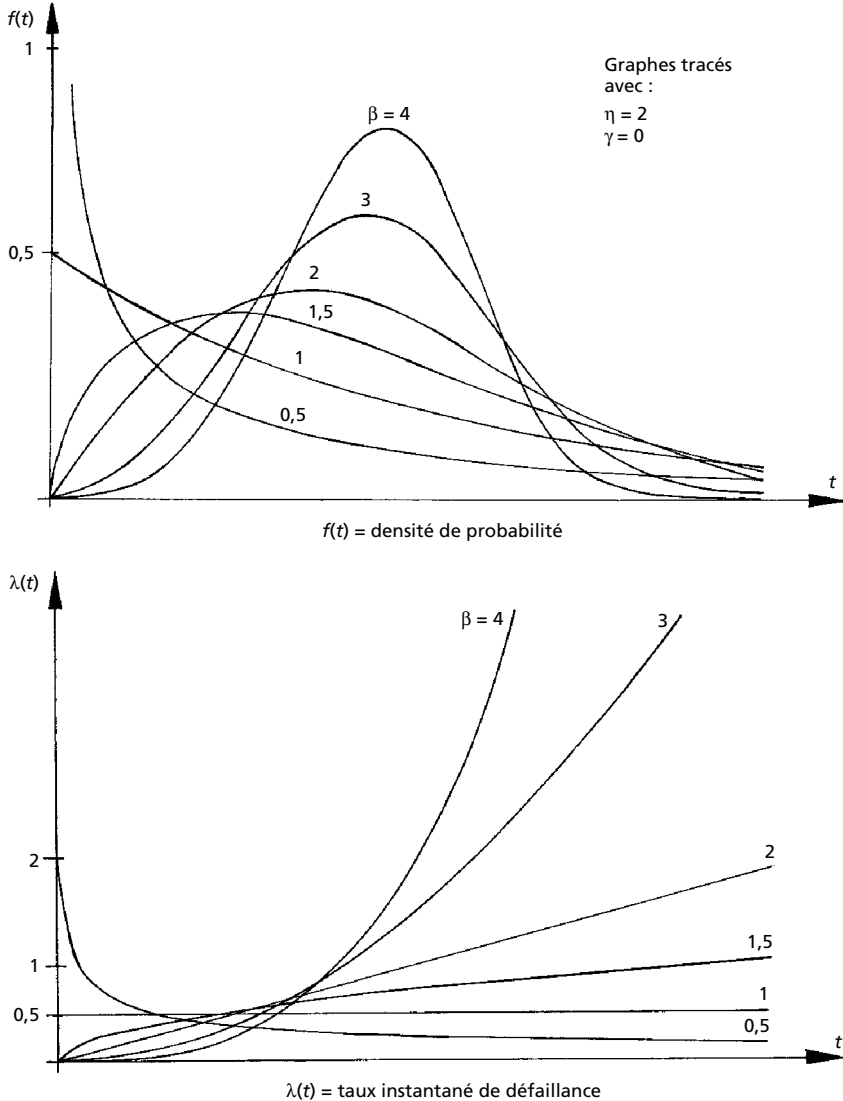 f(t)
1
Graphes tracés
avec :
η = 2
γ = 0
β = 4
3
0,5
2
1,5
1
0,5
t
f(t) = densité de probabilité
λ(t)
β = 4
3
2
2
1,5
1
1
0,5
0,5
t
λ(t) = taux instantané de défaillance